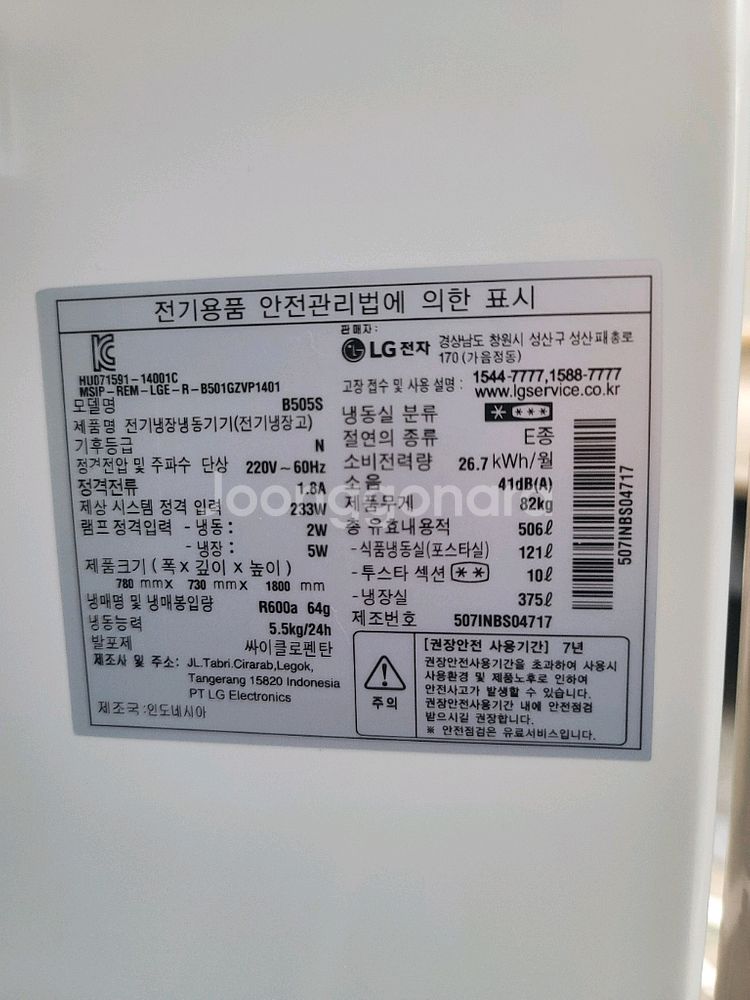 전기용품 안전관리법에 의한 표시
HU071591-14001C
MSIP-REM-LGE-R-B501GZVP1401
모델명 B505S
제품명 전기냉장냉동기기(전기냉장고)
기후등급 N
정격전압 및 주파수 단상 220V~60Hz
정격전류 1.8A
제상 시스템 정격 입력 233W
램프 정격입력 - 냉동: 2W
- 냉장: 5W
제품크기 (폭 x 깊이 x 높이)
780 mm x 730 mm x 1800 mm
냉매명 및 냉매봉입량 R600a 64g
냉동능력 5.5kg/24h
발포제 싸이클로펜탄
제조사 및 주소: JL.Tabri.Cirarab,Legok,
Tangerang 15820 Indonesia
PT LG Electronics
제조국:인도네시아
판매자:
LG전자 경상남도 창원시 성산구 성산패총로
170 (가음정동)
고장 접수 및 사용 설명 - 1544-7777,1588-7777
www.lgservice.co.kr
냉동실 분류 * ***
절연의 종류 E종
소비전력량 26.7 kWh/월
소음 41dB(A)
제품무게 82kg
총 유효내용적 506ℓ
-식품냉동실(포스타실) 121ℓ
-투스타 섹션 ** 10ℓ
-냉장실 375ℓ
제조번호 507INBS04717
507INBS04717
주의
[권장안전 사용기간] 7년
권장안전사용기간을 초과하여 사용시
사용환경 및 제품노후로 인하여
안전사고가 발생할 수 있습니다.
권장안전사용기간 내에 안전점검
받으시길 권장합니다.
※ 안전점검은 유료서비스입니다.
loonggonara